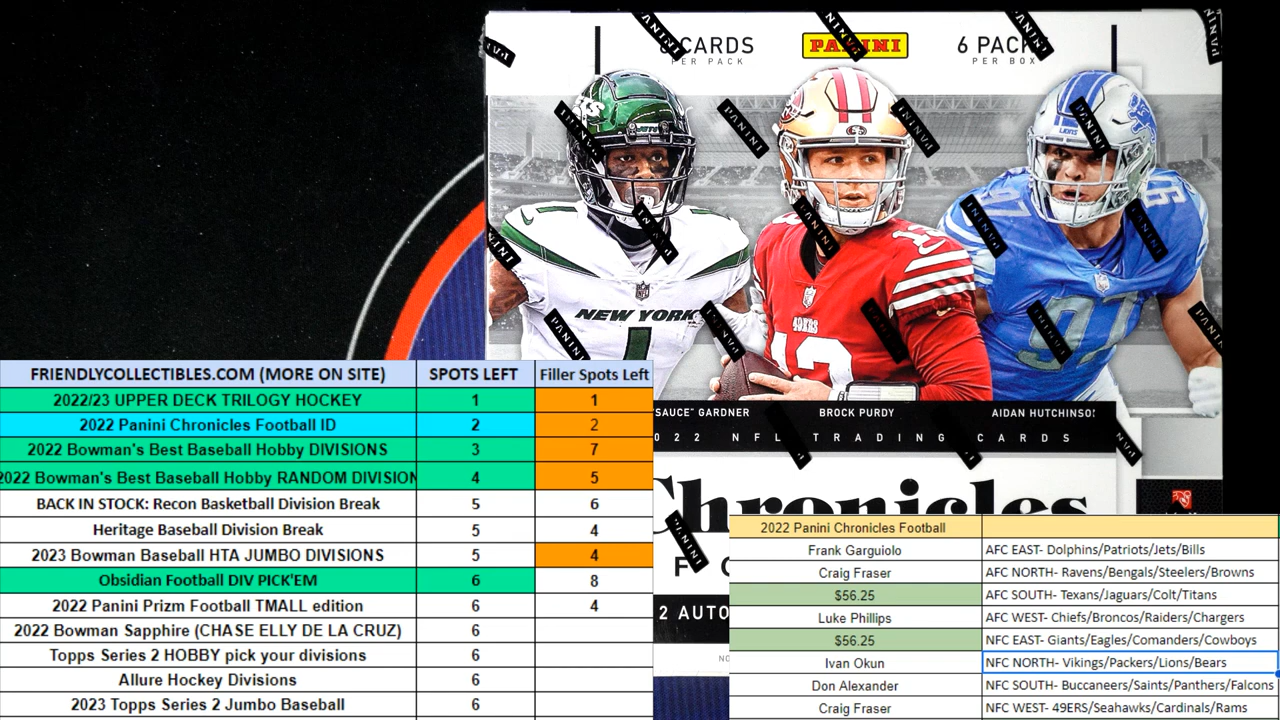 CARDS
PER PACK
PANINI
6 PACKS
PER BOX
PANINI
JETS
LIONS
NEW YORK
1
49ERS
13
97
97
"SAUCE" GARDNER BROCK PURDY AIDAN HUTCHINSON
2022 NFL TRADING CARDS
Chronicles
2 AUTO
FRIENDLYCOLLECTIBLES.COM (MORE ON SITE) SPOTS LEFT Filler Spots Left
2022/23 UPPER DECK TRILOGY HOCKEY 1 1
2022 Panini Chronicles Football ID 2 2
2022 Bowman's Best Baseball Hobby DIVISIONS 3 7
2022 Bowman's Best Baseball Hobby RANDOM DIVISION 4 5
BACK IN STOCK: Recon Basketball Division Break 5 6
Heritage Baseball Division Break 5 4
2023 Bowman Baseball HTA JUMBO DIVISIONS 5 4
Obsidian Football DIV PICK'EM 6 8
2022 Panini Prizm Football TMALL edition 6 4
2022 Bowman Sapphire (CHASE ELLY DE LA CRUZ) 6
Topps Series 2 HOBBY pick your divisions 6
Allure Hockey Divisions 6
2023 Topps Series 2 Jumbo Baseball 6
2022 Panini Chronicles Football
Frank Garguiolo AFC EAST- Dolphins/Patriots/Jets/Bills
Craig Fraser AFC NORTH- Ravens/Bengals/Steelers/Browns
$56.25 AFC SOUTH- Texans/Jaguars/Colt/Titans
Luke Phillips AFC WEST- Chiefs/Broncos/Raiders/Chargers
$56.25 NFC EAST- Giants/Eagles/Comanders/Cowboys
Ivan Okun NFC NORTH- Vikings/Packers/Lions/Bears
Don Alexander NFC SOUTH- Buccaneers/Saints/Panthers/Falcons
Craig Fraser NFC WEST- 49ERS/Seahawks/Cardinals/Rams